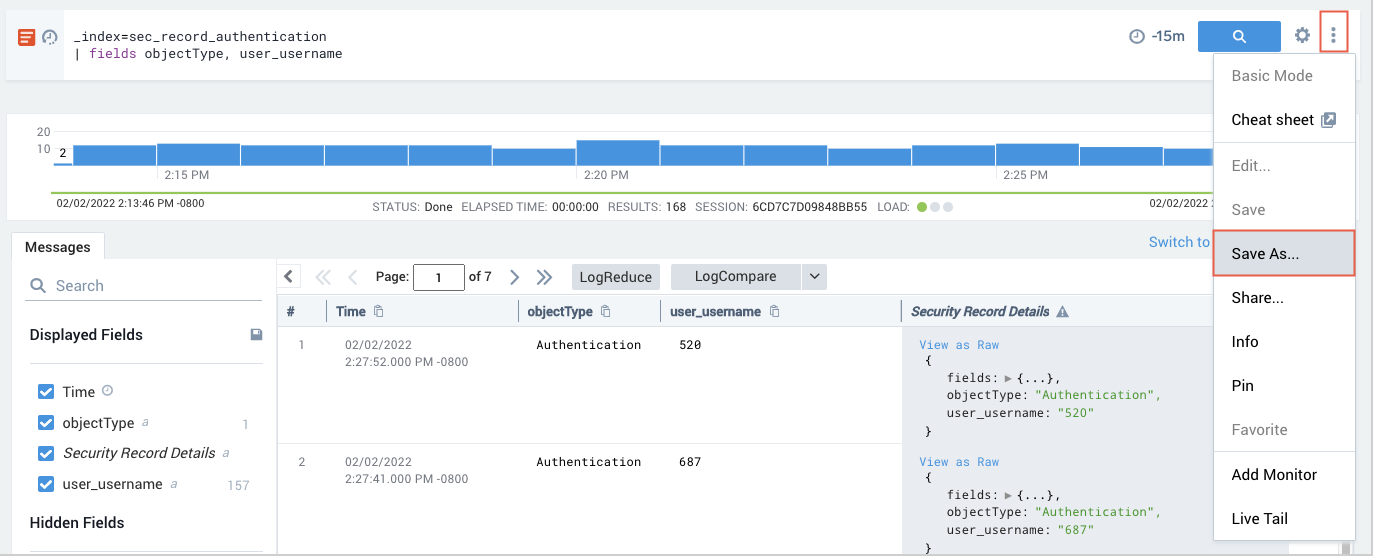 _index=sec_record_authentication
| fields objectType, user_username
-15m
Basic Mode
Cheat sheet
Edit...
Save
Save As...
Share...
Info
Pin
Favorite
Add Monitor
Live Tail
20
10
2
2:15 PM
2:20 PM
2:25 PM
02/02/2022 2:13:46 PM -0800
02/02/2022
STATUS: Done ELAPSED TIME: 00:00:00 RESULTS: 168 SESSION: 6CD7C7D09848BB55 LOAD:
Messages
Switch to
Search
Displayed Fields
Time
objectType a 1
Security Record Details a
user_username a 157
Hidden Fields
Page: 1 of 7 LogReduce LogCompare
# Time objectType user_username Security Record Details
1 02/02/2022 Authentication 520 View as Raw
2:27:52.000 PM -0800
{
fields: {...},
objectType: "Authentication",
user_username: "520"
}
2 02/02/2022 Authentication 687 View as Raw
2:27:41.000 PM -0800
{
fields: {...},
objectType: "Authentication",
user_username: "687"
}